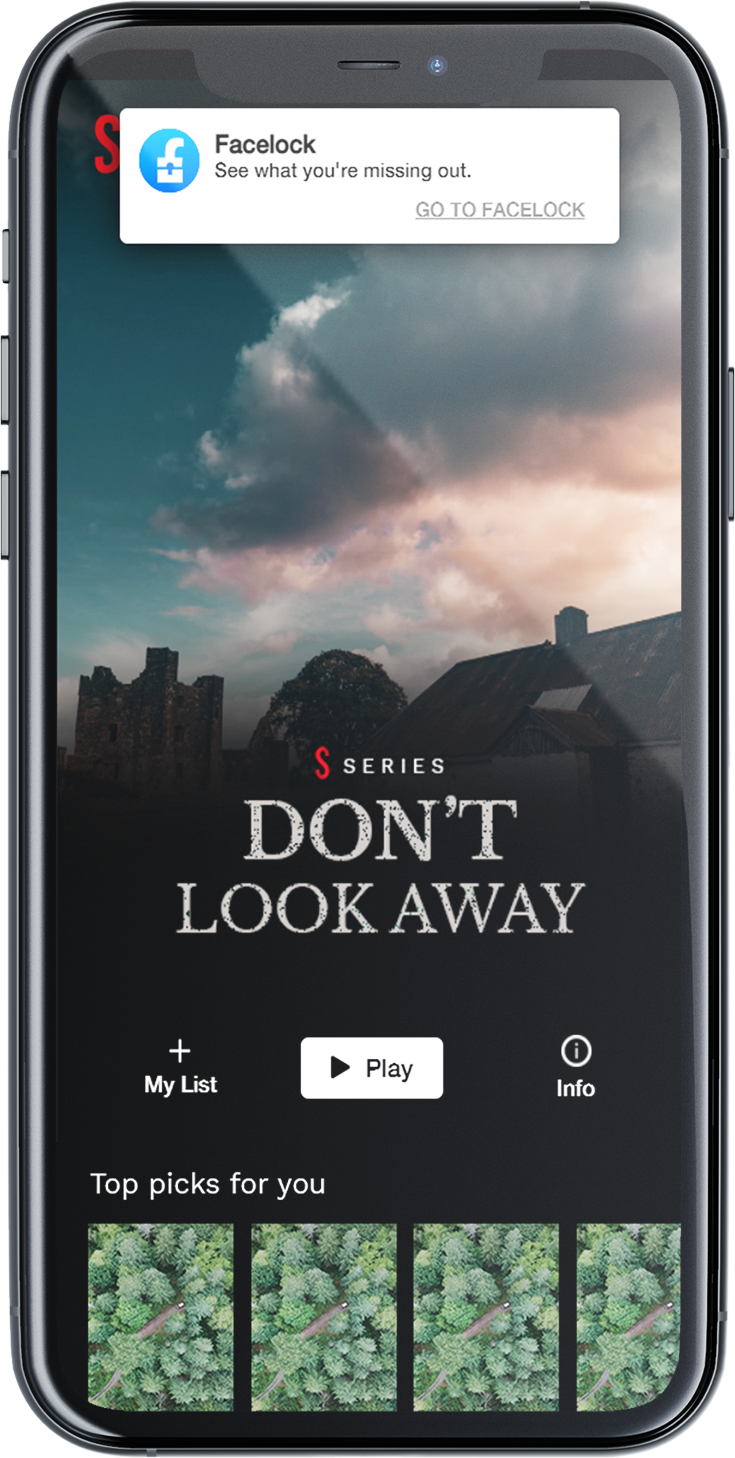 S
Facelock
See what you're missing out.
GO TO FACELOCK
S SERIES
DON'T
LOOK AWAY
My List
Play
Info
Top picks for you